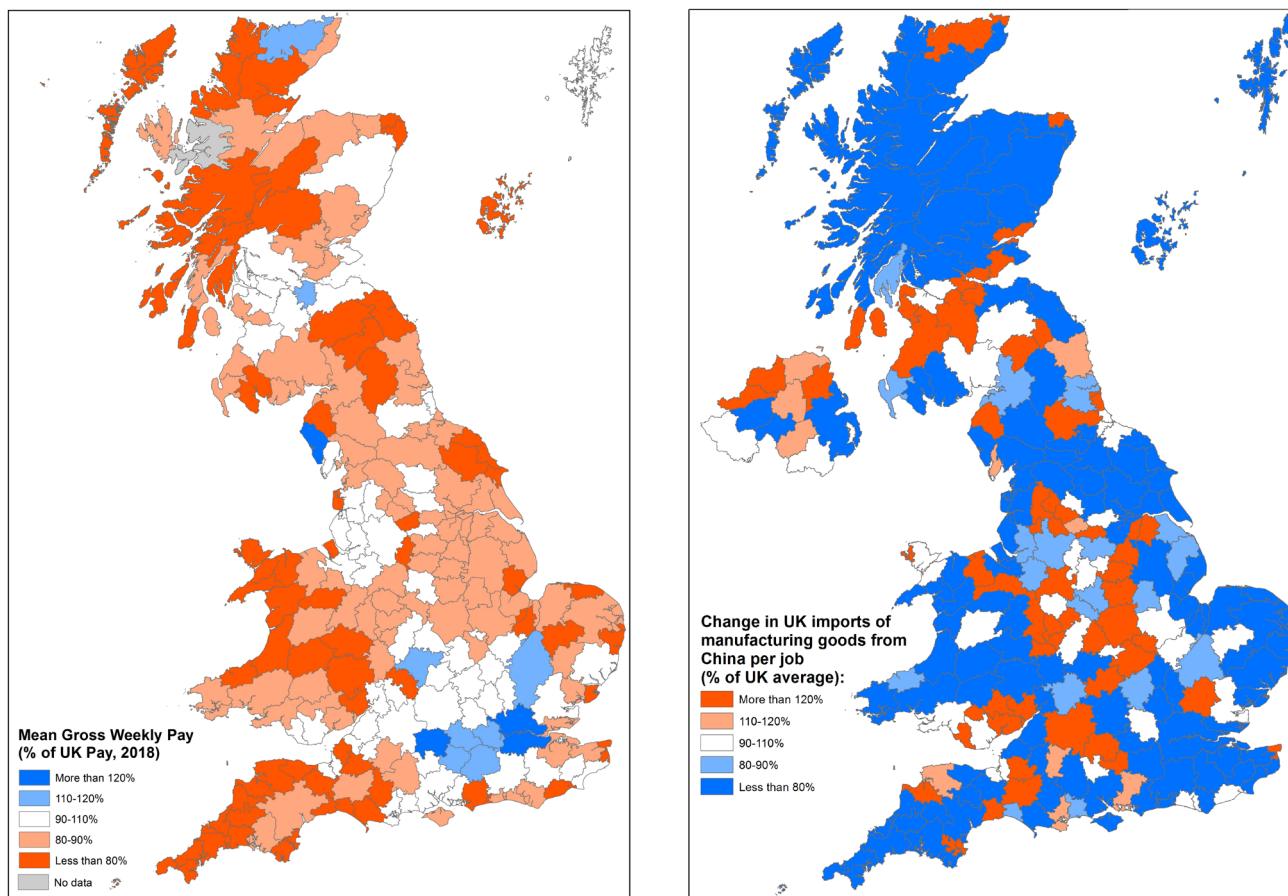 Mean Gross Weekly Pay
(% of UK Pay, 2018)
More than 120%
110-120%
90-110%
80-90%
Less than 80%
No data
Change in UK imports of
manufacturing goods from
China per job
(% of UK average):
More than 120%
110-120%
90-110%
80-90%
Less than 80%